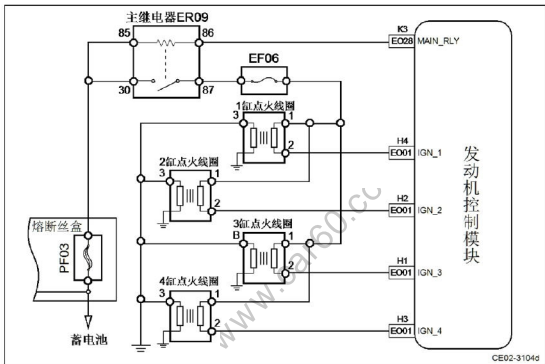 主继电器ER09
85
86
K3
EO28
MAIN_RLY
EF06
30
87
1缸点火线圈
3
1
H4
2
EO01
IGN_1
2缸点火线圈
3
1
H2
2
EO01
IGN_2
发动机控制模块
熔断丝盒
PF03
3缸点火线圈
B
1
H1
2
EO01
IGN_3
4缸点火线圈
3
1
H3
2
EO01
IGN_4
蓄电池
www.car60.cc
CE02-3104d